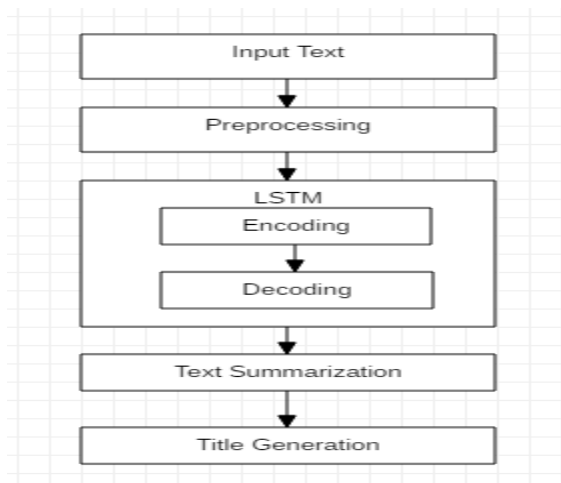 Input Text
Preprocessing
LSTM
Encoding
Decoding
Text Summarization
Title Generation